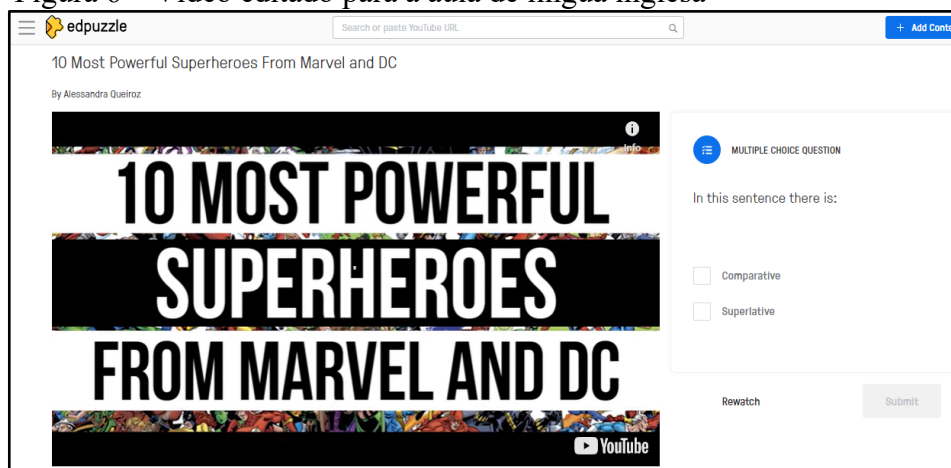 Figura 6 – Vídeo editado para a aula de língua inglesa
edpuzzle
Search or paste YouTube URL
+ Add Conte
10 Most Powerful Superheroes From Marvel and DC
By Alessandra Queiroz
Info
10 MOST POWERFUL
SUPERHEROES
FROM MARVEL AND DC
YouTube
MULTIPLE CHOICE QUESTION
In this sentence there is:
Comparative
Superlative
Rewatch
Submit